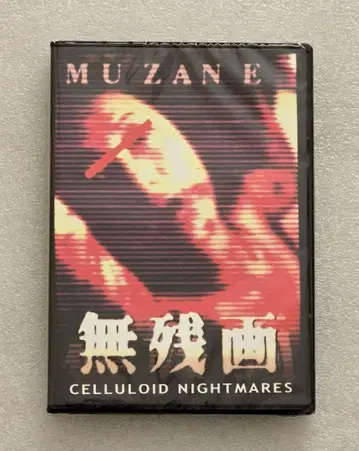 MUZAN E
無残画
CELLULOID NIGHTMARES